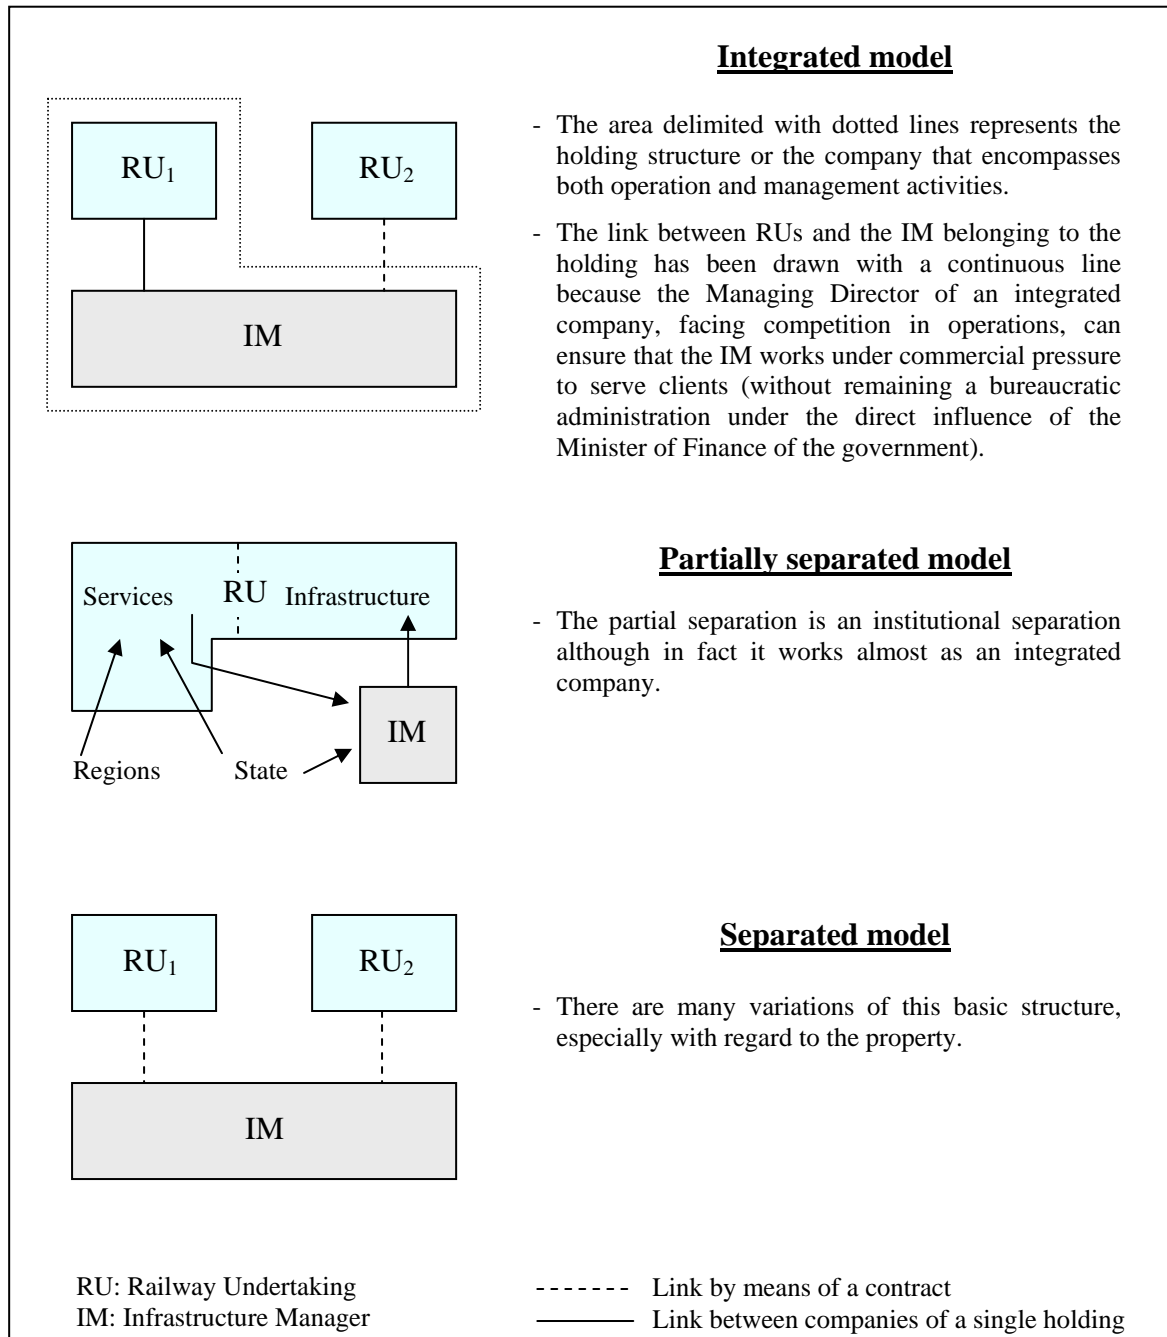 Integrated model
RU₁
RU₂
IM
- The area delimited with dotted lines represents the
holding structure or the company that encompasses
both operation and management activities.
- The link between RUs and the IM belonging to the
holding has been drawn with a continuous line
because the Managing Director of an integrated
company, facing competition in operations, can
ensure that the IM works under commercial pressure
to serve clients (without remaining a bureaucratic
administration under the direct influence of the
Minister of Finance of the government).
Partially separated model
Services RU Infrastructure
IM
Regions State
- The partial separation is an institutional separation
although in fact it works almost as an integrated
company.
Separated model
RU₁
RU₂
IM
- There are many variations of this basic structure,
especially with regard to the property.
RU: Railway Undertaking
IM: Infrastructure Manager
Link by means of a contract
Link between companies of a single holding